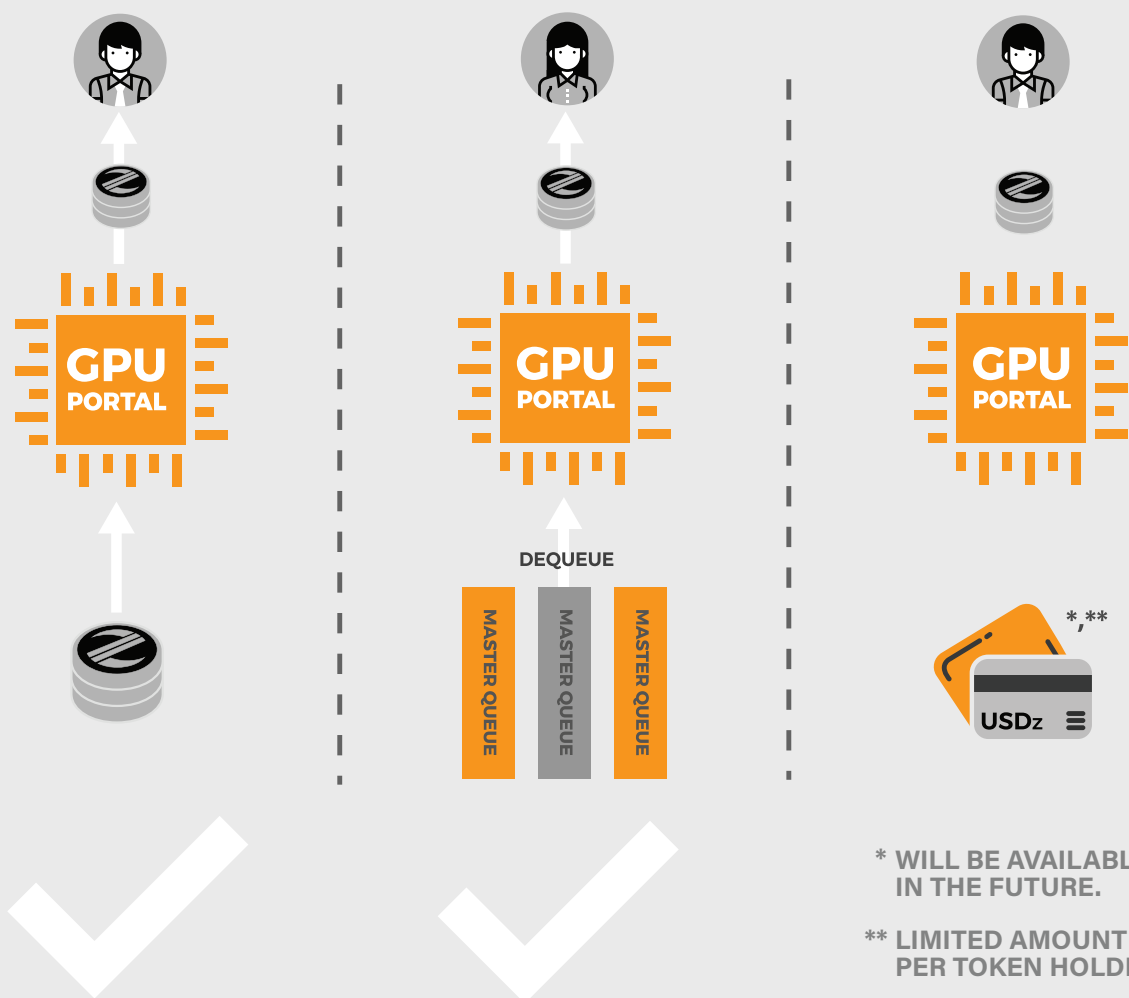 GPU
PORTAL
GPU
PORTAL
GPU
PORTAL
DEQUEUE
MASTER QUEUE
MASTER QUEUE
MASTER QUEUE
*,**
USDz
* WILL BE AVAILABL
IN THE FUTURE.
** LIMITED AMOUNT
PER TOKEN HOLD